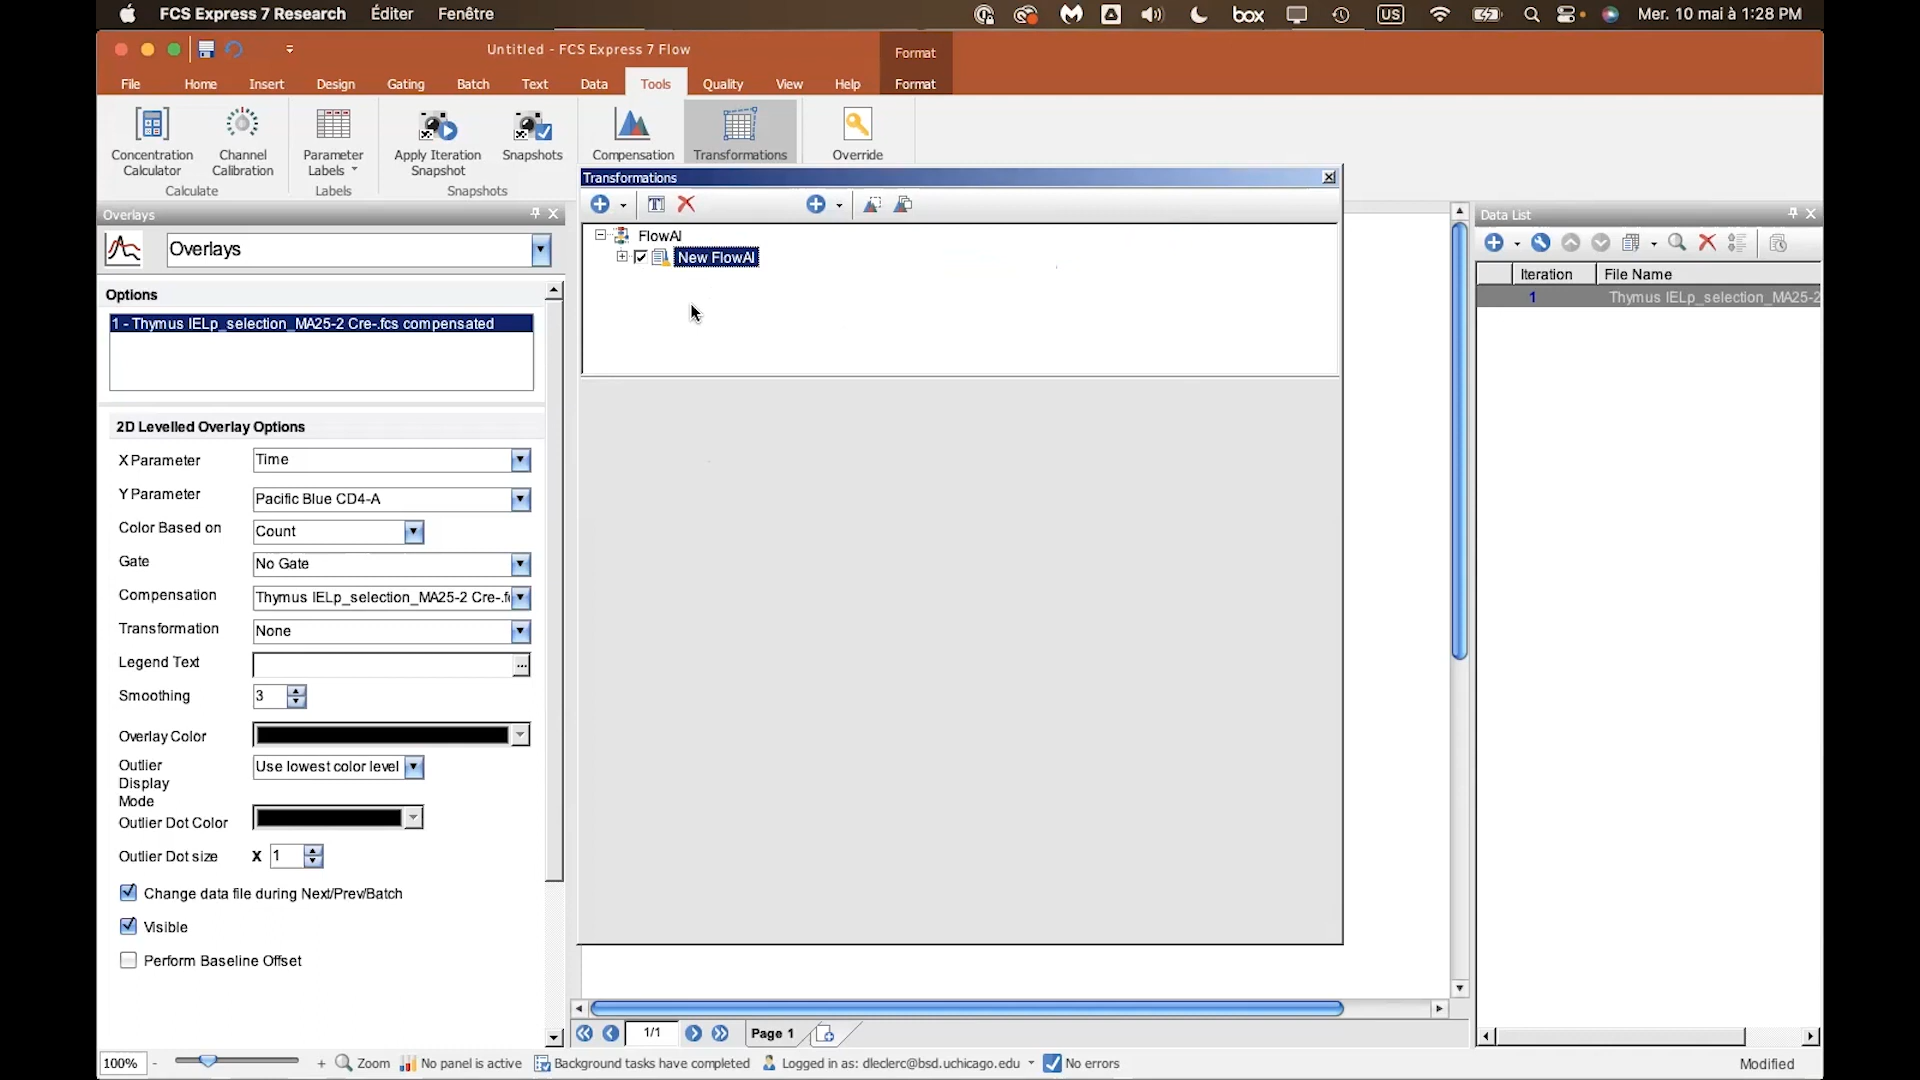 FCS Express 7 Research Éditer Fenêtre box US Mer. 10 mai à 1:28 PM
Untitled - FCS Express 7 Flow Format
File Home Insert Design Gating Batch Text Data Tools Quality View Help Format
Concentration Calculator
Channel Calibration
Parameter Labels
Apply Iteration Snapshot
Snapshots
Compensation
Transformations
Override
Calculate Labels Snapshots
Transformations
Overlays
Overlays
FlowAI
New FlowAI
Options
1 - Thymus IELp_selection_MA25-2 Cre-.fcs compensated
2D Levelled Overlay Options
X Parameter Time
Y Parameter Pacific Blue CD4-A
Color Based on Count
Gate No Gate
Compensation Thymus IELp_selection_MA25-2 Cre-.f
Transformation None
Legend Text ...
Smoothing 3
Overlay Color
Outlier Display Mode Use lowest color level
Outlier Dot Color
Outlier Dot size X 1
Change data file during Next/Prev/Batch
Visible
Perform Baseline Offset
Data List
Iteration File Name
1 Thymus IELp_selection_MA25-2
1/1 Page 1
100% - + Zoom No panel is active Background tasks have completed Logged in as: dleclerc@bsd.uchicago.edu No errors Modified